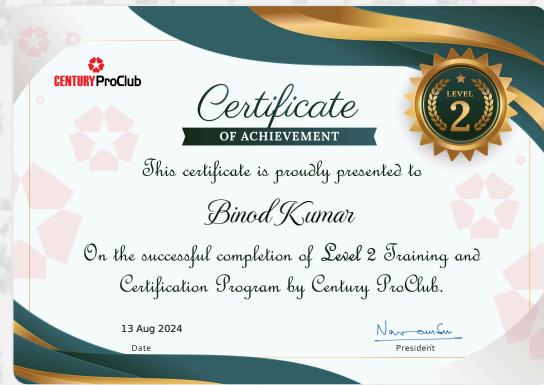 CENTURY ProClub
LEVEL
2
Certificate
OF ACHIEVEMENT
This certificate is proudly presented to
Binod Kumar
On the successful completion of Level 2 Training and
Certification Program by Century ProClub.
13 Aug 2024
Date
President